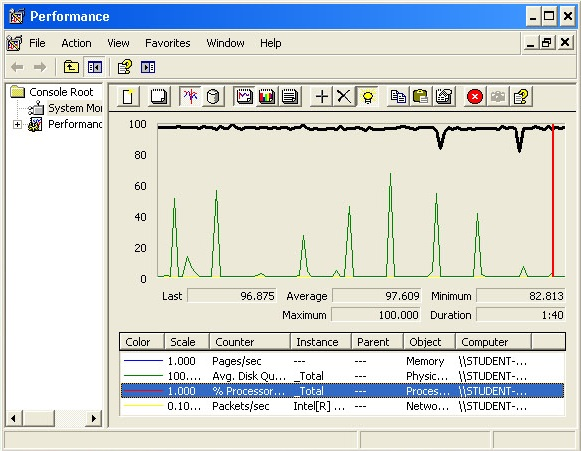 Performance
File Action View Favorites Window Help
Console Root
System Mor
Performanc
100
80
60
40
20
0
Last 96.875 Average 97.609 Minimum 82.813
Maximum 100.000 Duration 1:40
Color Scale Counter Instance Parent Object Computer
1.000 Pages/sec --- --- Memory \\STUDENT-...
100.... Avg. Disk Qu... _Total --- Physic... \\STUDENT-...
1.000 % Processor... _Total --- Proces... \\STUDENT-...
0.10... Packets/sec Intel[R] ... --- Netwo... \\STUDENT-...